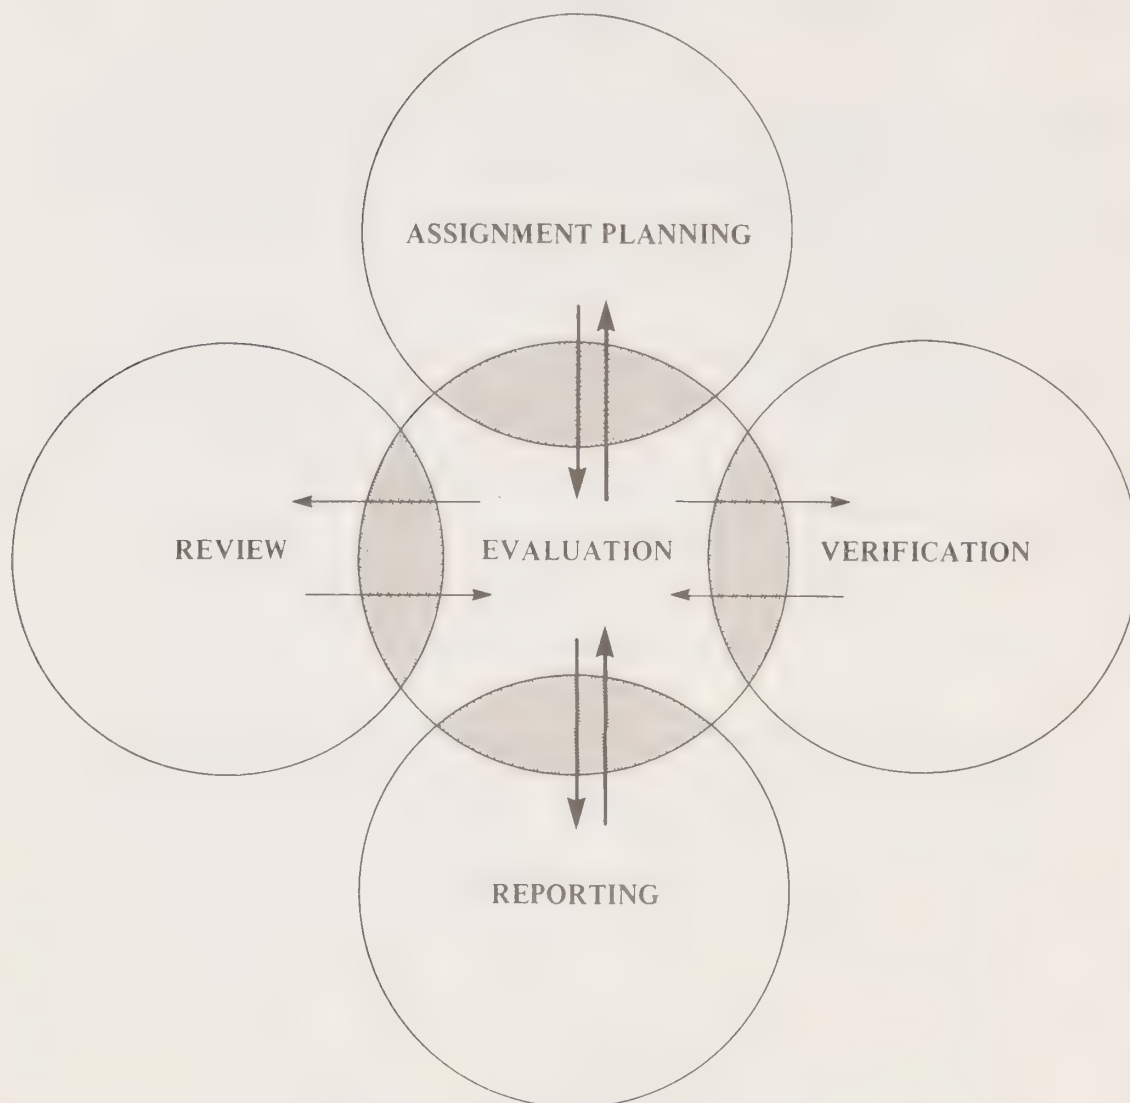 ASSIGNMENT PLANNING
REVIEW
EVALUATION
VERIFICATION
REPORTING